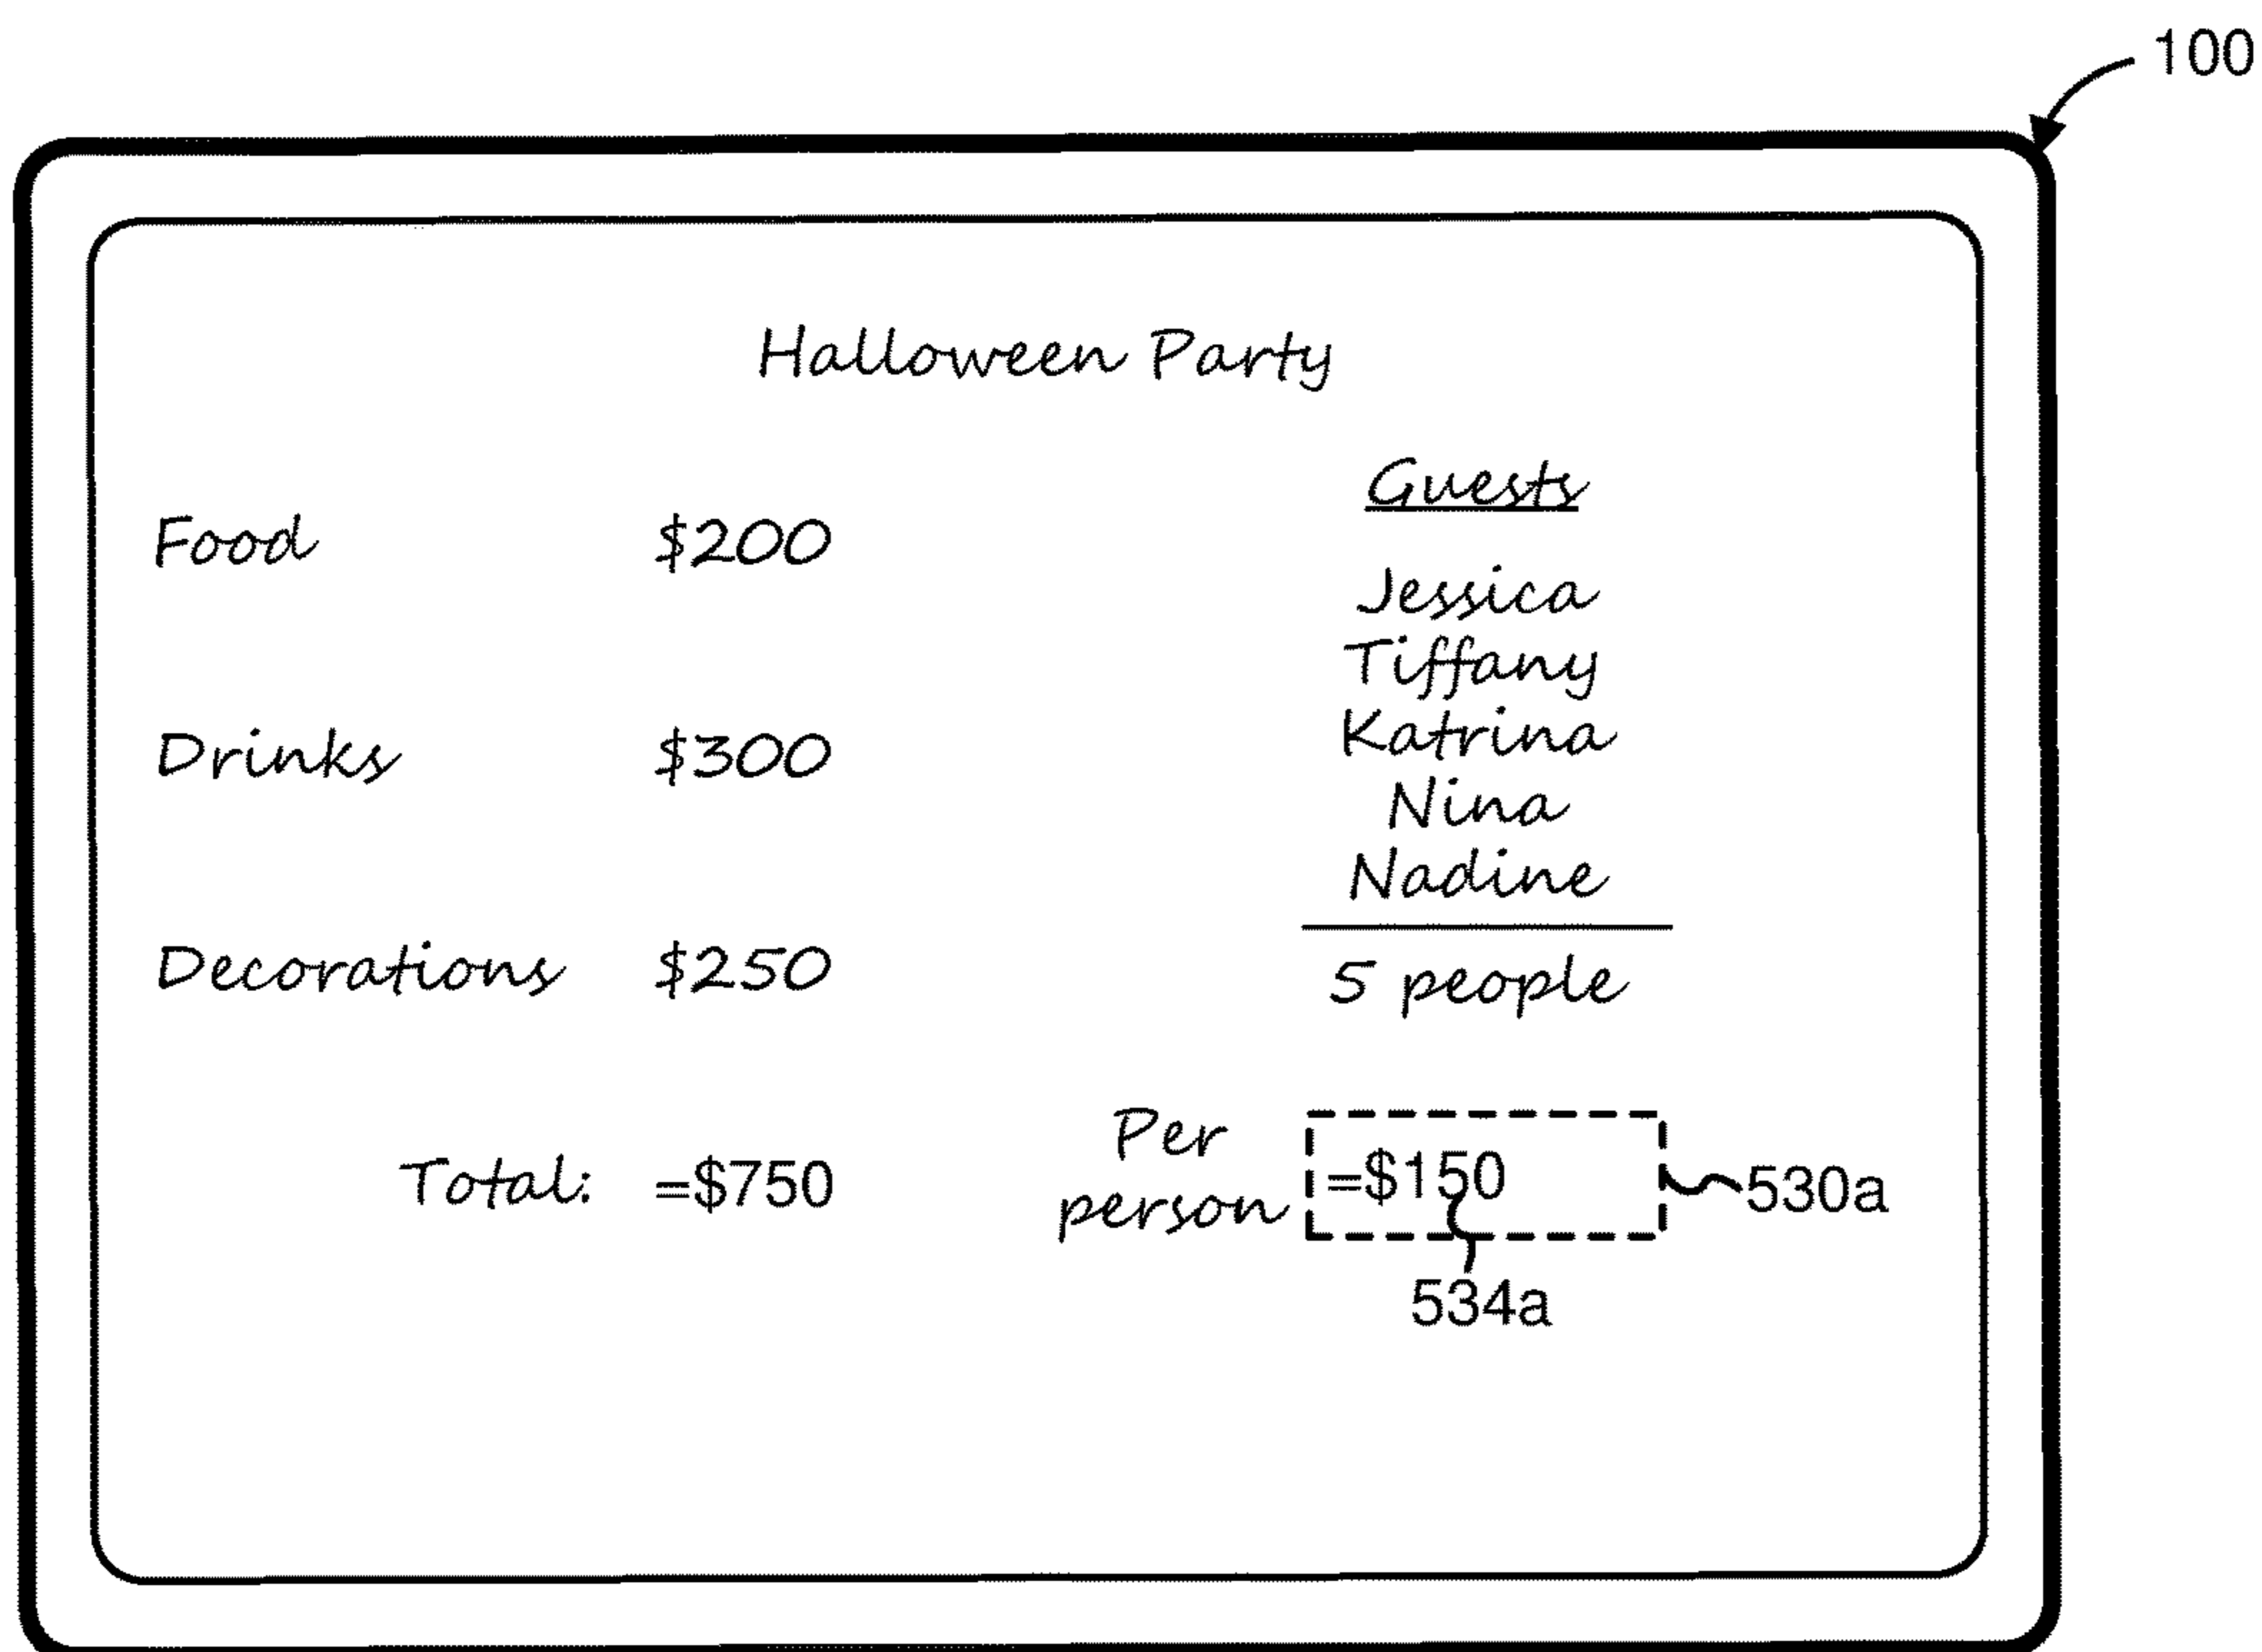 100
Halloween Party
Food $200
Drinks $300
Decorations $250
Total: =$750
Guests
Jessica
Tiffany
Katrina
Nina
Nadine
5 people
Per
person
=$150
530a
534a